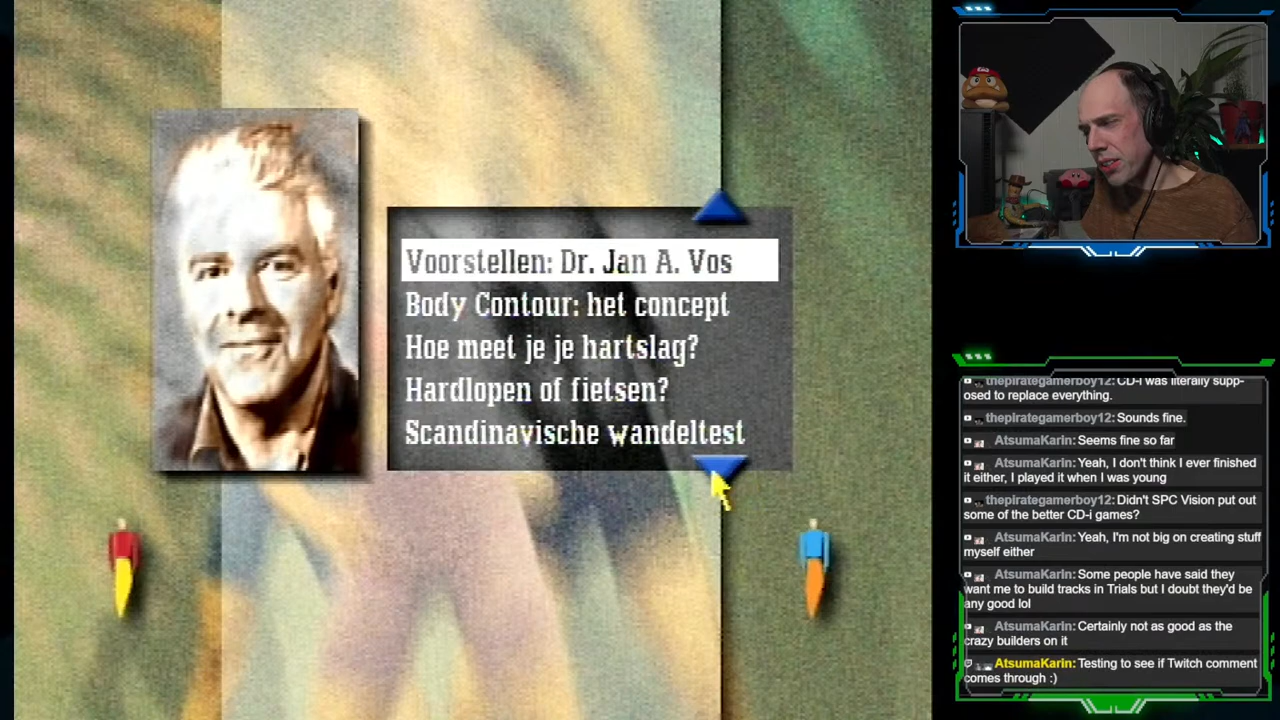 Voorstellen: Dr. Jan A. Vos
Body Contour: het concept
Hoe meet je je hartslag?
Hardlopen of fietsen?
Scandinavische wandeltest
thepirategamerboy12: CD-i was literally supp-
osed to replace everything.
thepirategamerboy12: Sounds fine.
AtsumaKarin: Seems fine so far
AtsumaKarin: Yeah, I don't think I ever finished
it either, I played it when I was young
thepirategamerboy12: Didn't SPC Vision put out
some of the better CD-i games?
AtsumaKarin: Yeah, I'm not big on creating stuff
myself either
AtsumaKarin: Some people have said they
want me to build tracks in Trials but I doubt they'd be
any good lol
AtsumaKarin: Certainly not as good as the
crazy builders on it
AtsumaKarin: Testing to see if Twitch comment
comes through :)